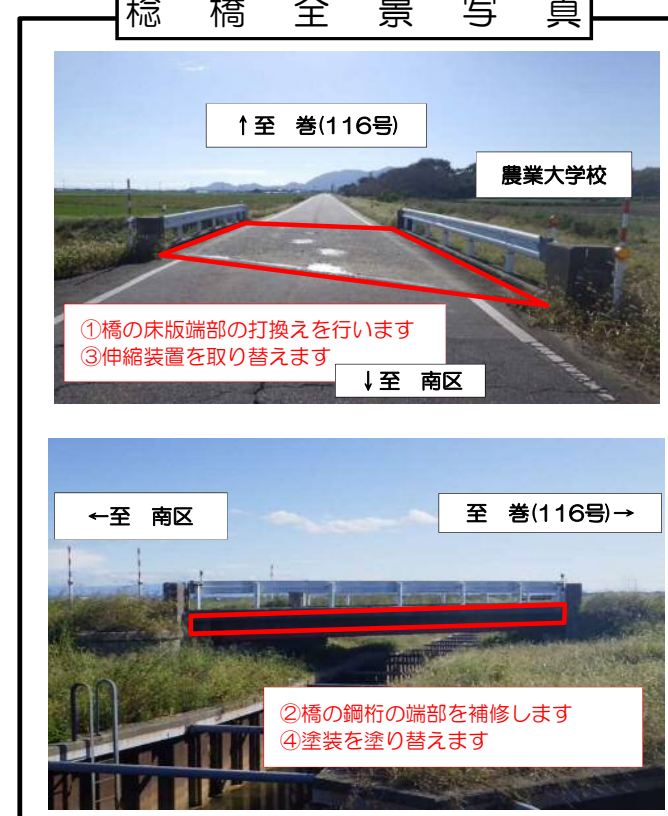 稔橋全景写真
↑至 巻(116号)
農業大学校
①橋の床版端部の打換えを行います
③伸縮装置を取り替えます
↓至 南区
←至 南区
至 巻(116号)→
②橋の鋼桁の端部を補修します
④塗装を塗り替えます